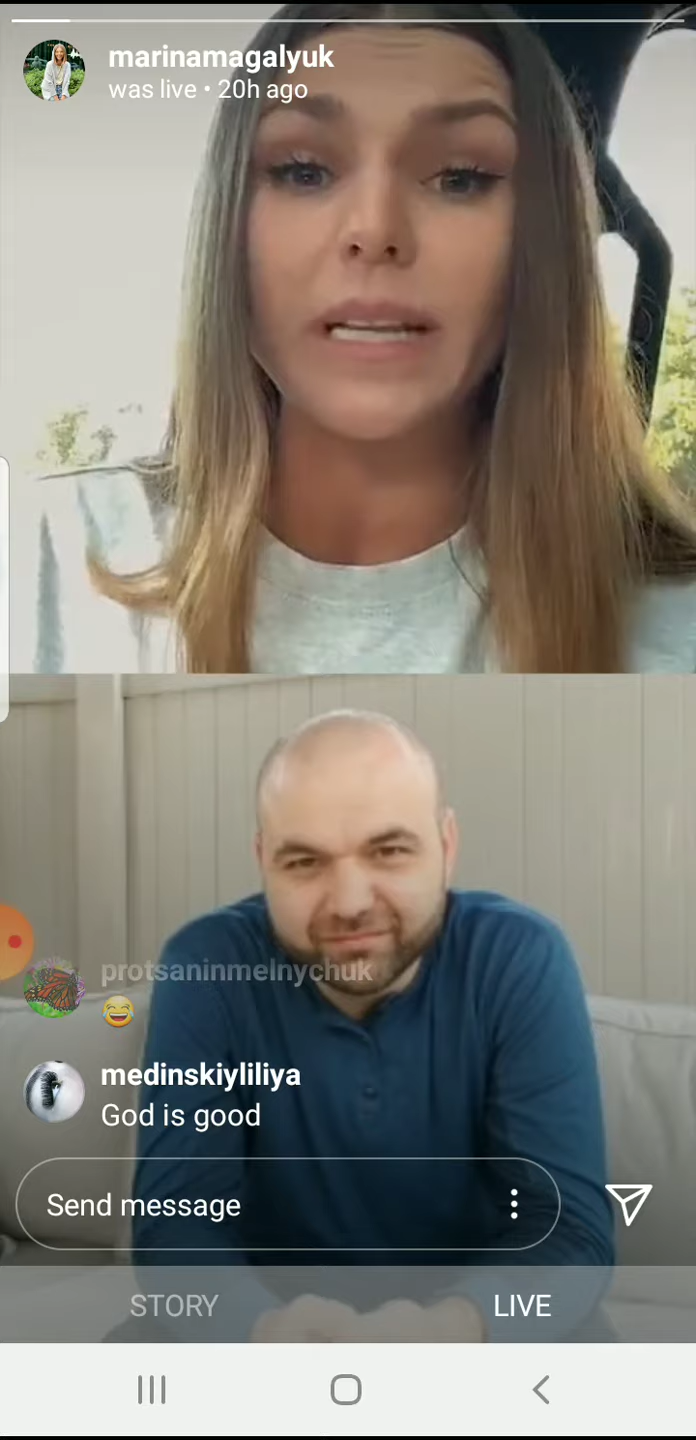 marinamagalyuk
was live • 20h ago
protsaninmelnychuk
😂
medinskiyliliya
God is good
Send message
STORY LIVE